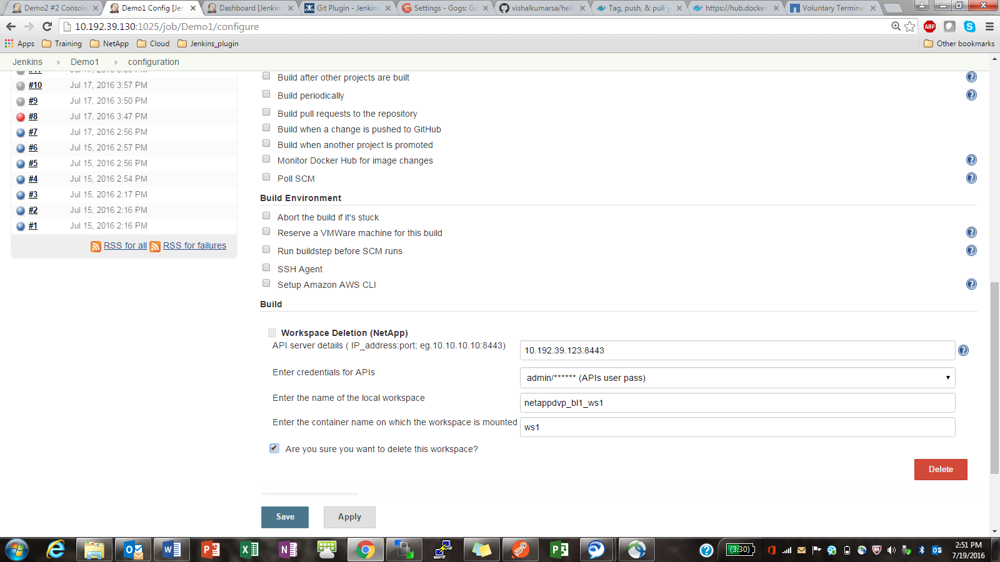 Demo2 #2 Console
Demo1 Config [Jen
Dashboard [Jenkins
Git Plugin - Jenkins
Settings - Gogs: Go
vishalkumarsa/hell
Tag, push, & pull y
https://hub.docker
Voluntary Termina
10.192.39.130:1025/job/Demo1/configure
ABP
Apps Training NetApp Cloud Jenkins_plugin Other bookmarks
Jenkins Demo1 configuration
#10 Jul 17, 2016 3:57 PM
#9 Jul 17, 2016 3:50 PM
#8 Jul 17, 2016 3:47 PM
#7 Jul 17, 2016 2:56 PM
#6 Jul 15, 2016 2:57 PM
#5 Jul 15, 2016 2:56 PM
#4 Jul 15, 2016 2:54 PM
#3 Jul 15, 2016 2:17 PM
#2 Jul 15, 2016 2:16 PM
#1 Jul 15, 2016 2:16 PM
RSS for all RSS for failures
Build after other projects are built
Build periodically
Build pull requests to the repository
Build when a change is pushed to GitHub
Build when another project is promoted
Monitor Docker Hub for image changes
Poll SCM
Build Environment
Abort the build if it's stuck
Reserve a VMWare machine for this build
Run buildstep before SCM runs
SSH Agent
Setup Amazon AWS CLI
Build
Workspace Deletion (NetApp)
API server details ( IP_address:port; eg.10.10.10.10:8443) 10.192.39.123:8443
Enter credentials for APIs admin/****** (APIs user pass)
Enter the name of the local workspace netappdvp_bl1_ws1
Enter the container name on which the workspace is mounted ws1
Are you sure you want to delete this workspace?
Delete
Save Apply
(3:30)
2:51 PM
7/19/2016